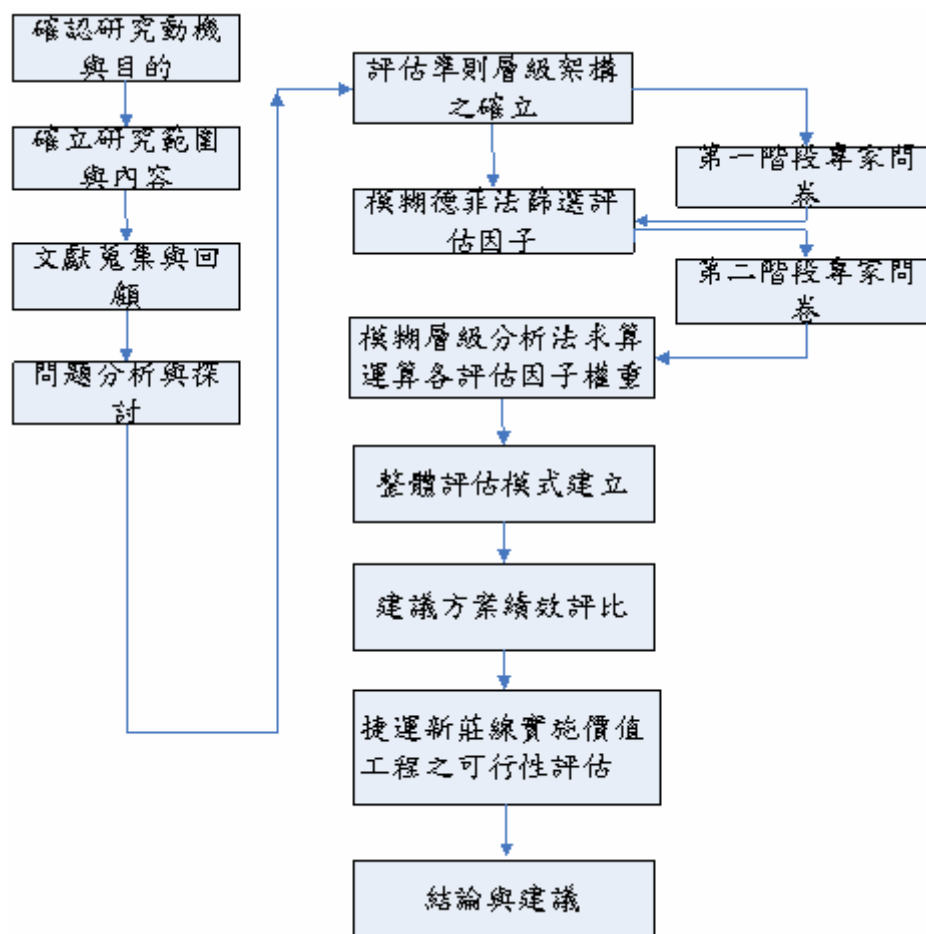 確認研究動機
與目的
確立研究範圍
與內容
文獻蒐集與回
顧
問題分析與探
討
評估準則層級架構
之確立
第一階段專家問
卷
模糊德菲法篩選評
估因子
第二階段專家問
卷
模糊層級分析法求算
運算各評估因子權重
整體評估模式建立
建議方案績效評比
捷運新莊線實施價值
工程之可行性評估
結論與建議